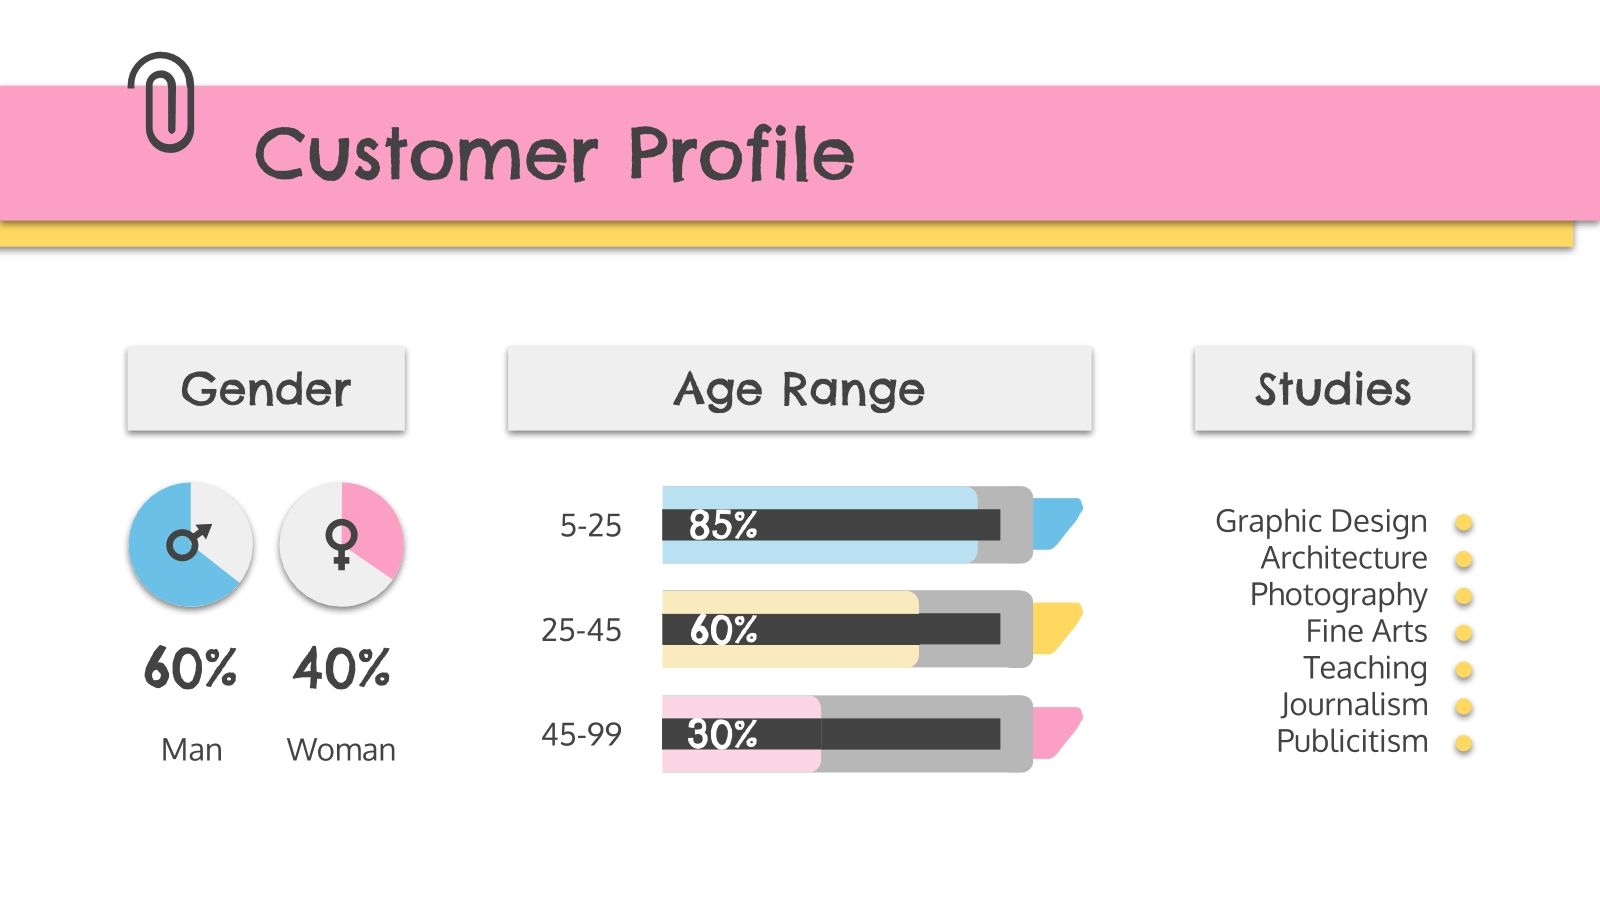 Customer Profile
Gender
60%
40%
Man
Woman
Age Range
5-25
85%
25-45
60%
45-99
30%
Studies
Graphic Design
Architecture
Photography
Fine Arts
Teaching
Journalism
Publicitism